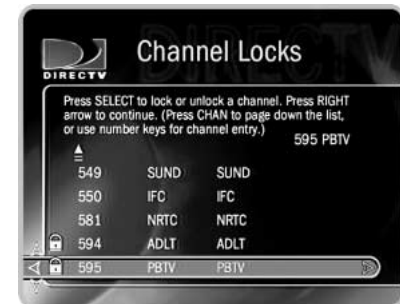 DIRECTV
Channel Locks
Press SELECT to lock or unlock a channel. Press RIGHT
arrow to continue. (Press CHAN to page down the list,
or use number keys for channel entry.)
595 PBTV
549 SUND SUND
550 IFC IFC
581 NRTC NRTC
594 ADLT ADLT
595 PBTV PBTV